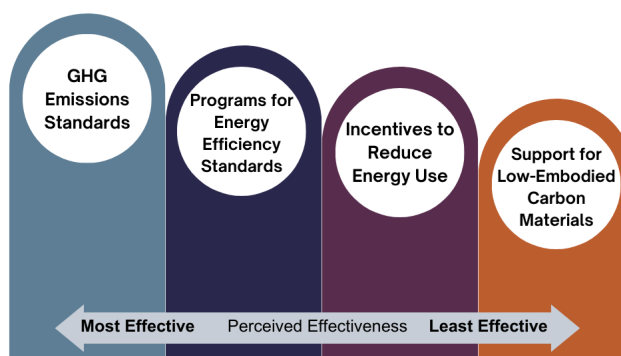 GHG
Emissions
Standards
Programs for
Energy
Efficiency
Standards
Incentives to
Reduce
Energy Use
Support for
Low-Embodied
Carbon
Materials
Most Effective Perceived Effectiveness Least Effective